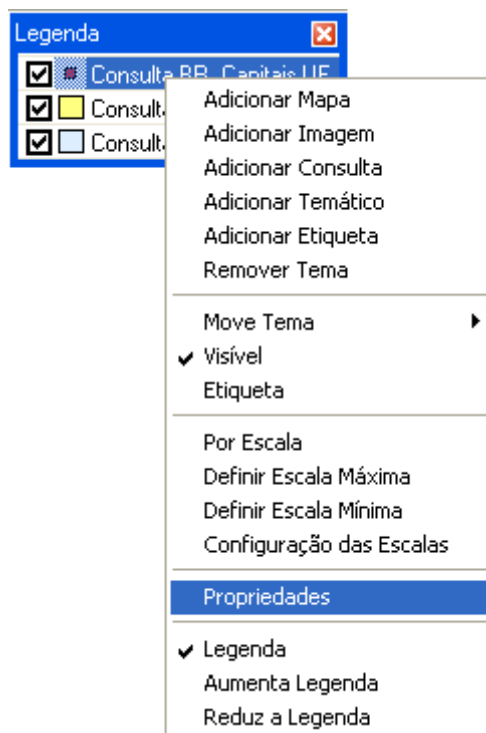 Legenda
Consulta BR_Capitais UF
Consult
Consult
Adicionar Mapa
Adicionar Imagem
Adicionar Consulta
Adicionar Temático
Adicionar Etiqueta
Remover Tema
Move Tema
Visível
Etiqueta
Por Escala
Definir Escala Máxima
Definir Escala Mínima
Configuração das Escalas
Propriedades
Legenda
Aumenta Legenda
Reduz a Legenda